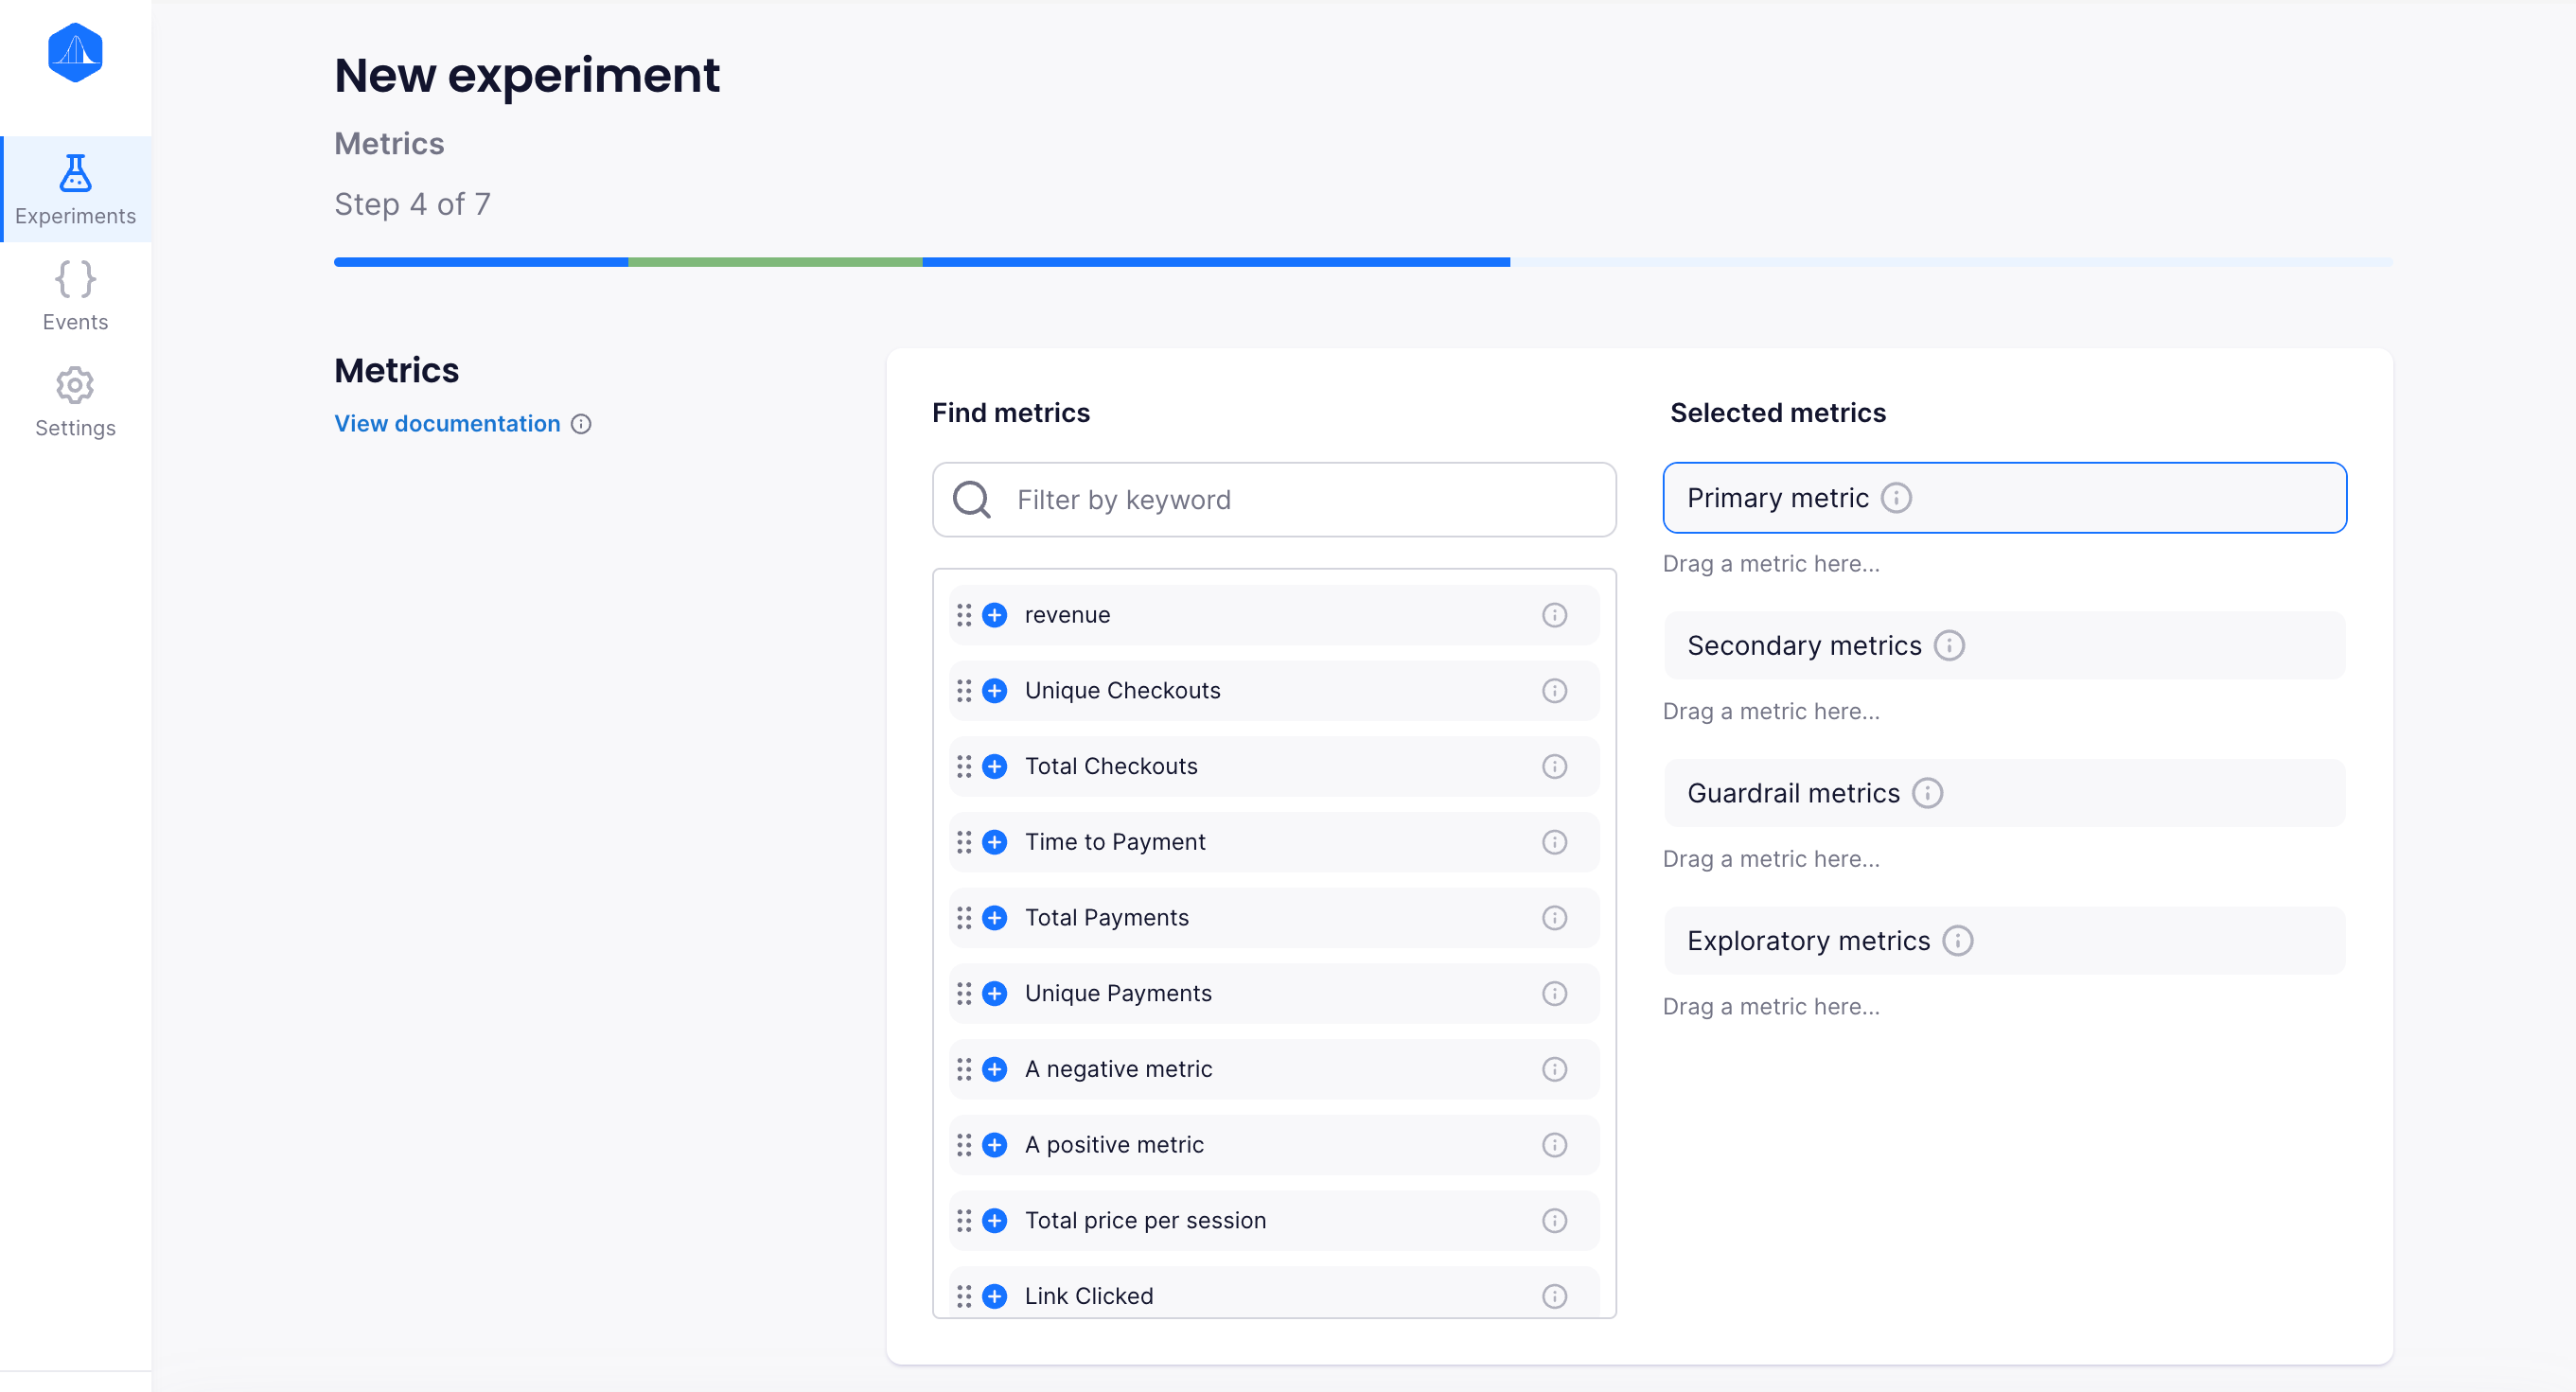 New experiment
Metrics
Step 4 of 7
Experiments
Events
Settings
Metrics
View documentation
Find metrics
Filter by keyword
revenue
Unique Checkouts
Total Checkouts
Time to Payment
Total Payments
Unique Payments
A negative metric
A positive metric
Total price per session
Link Clicked
Selected metrics
Primary metric
Drag a metric here...
Secondary metrics
Drag a metric here...
Guardrail metrics
Drag a metric here...
Exploratory metrics
Drag a metric here...